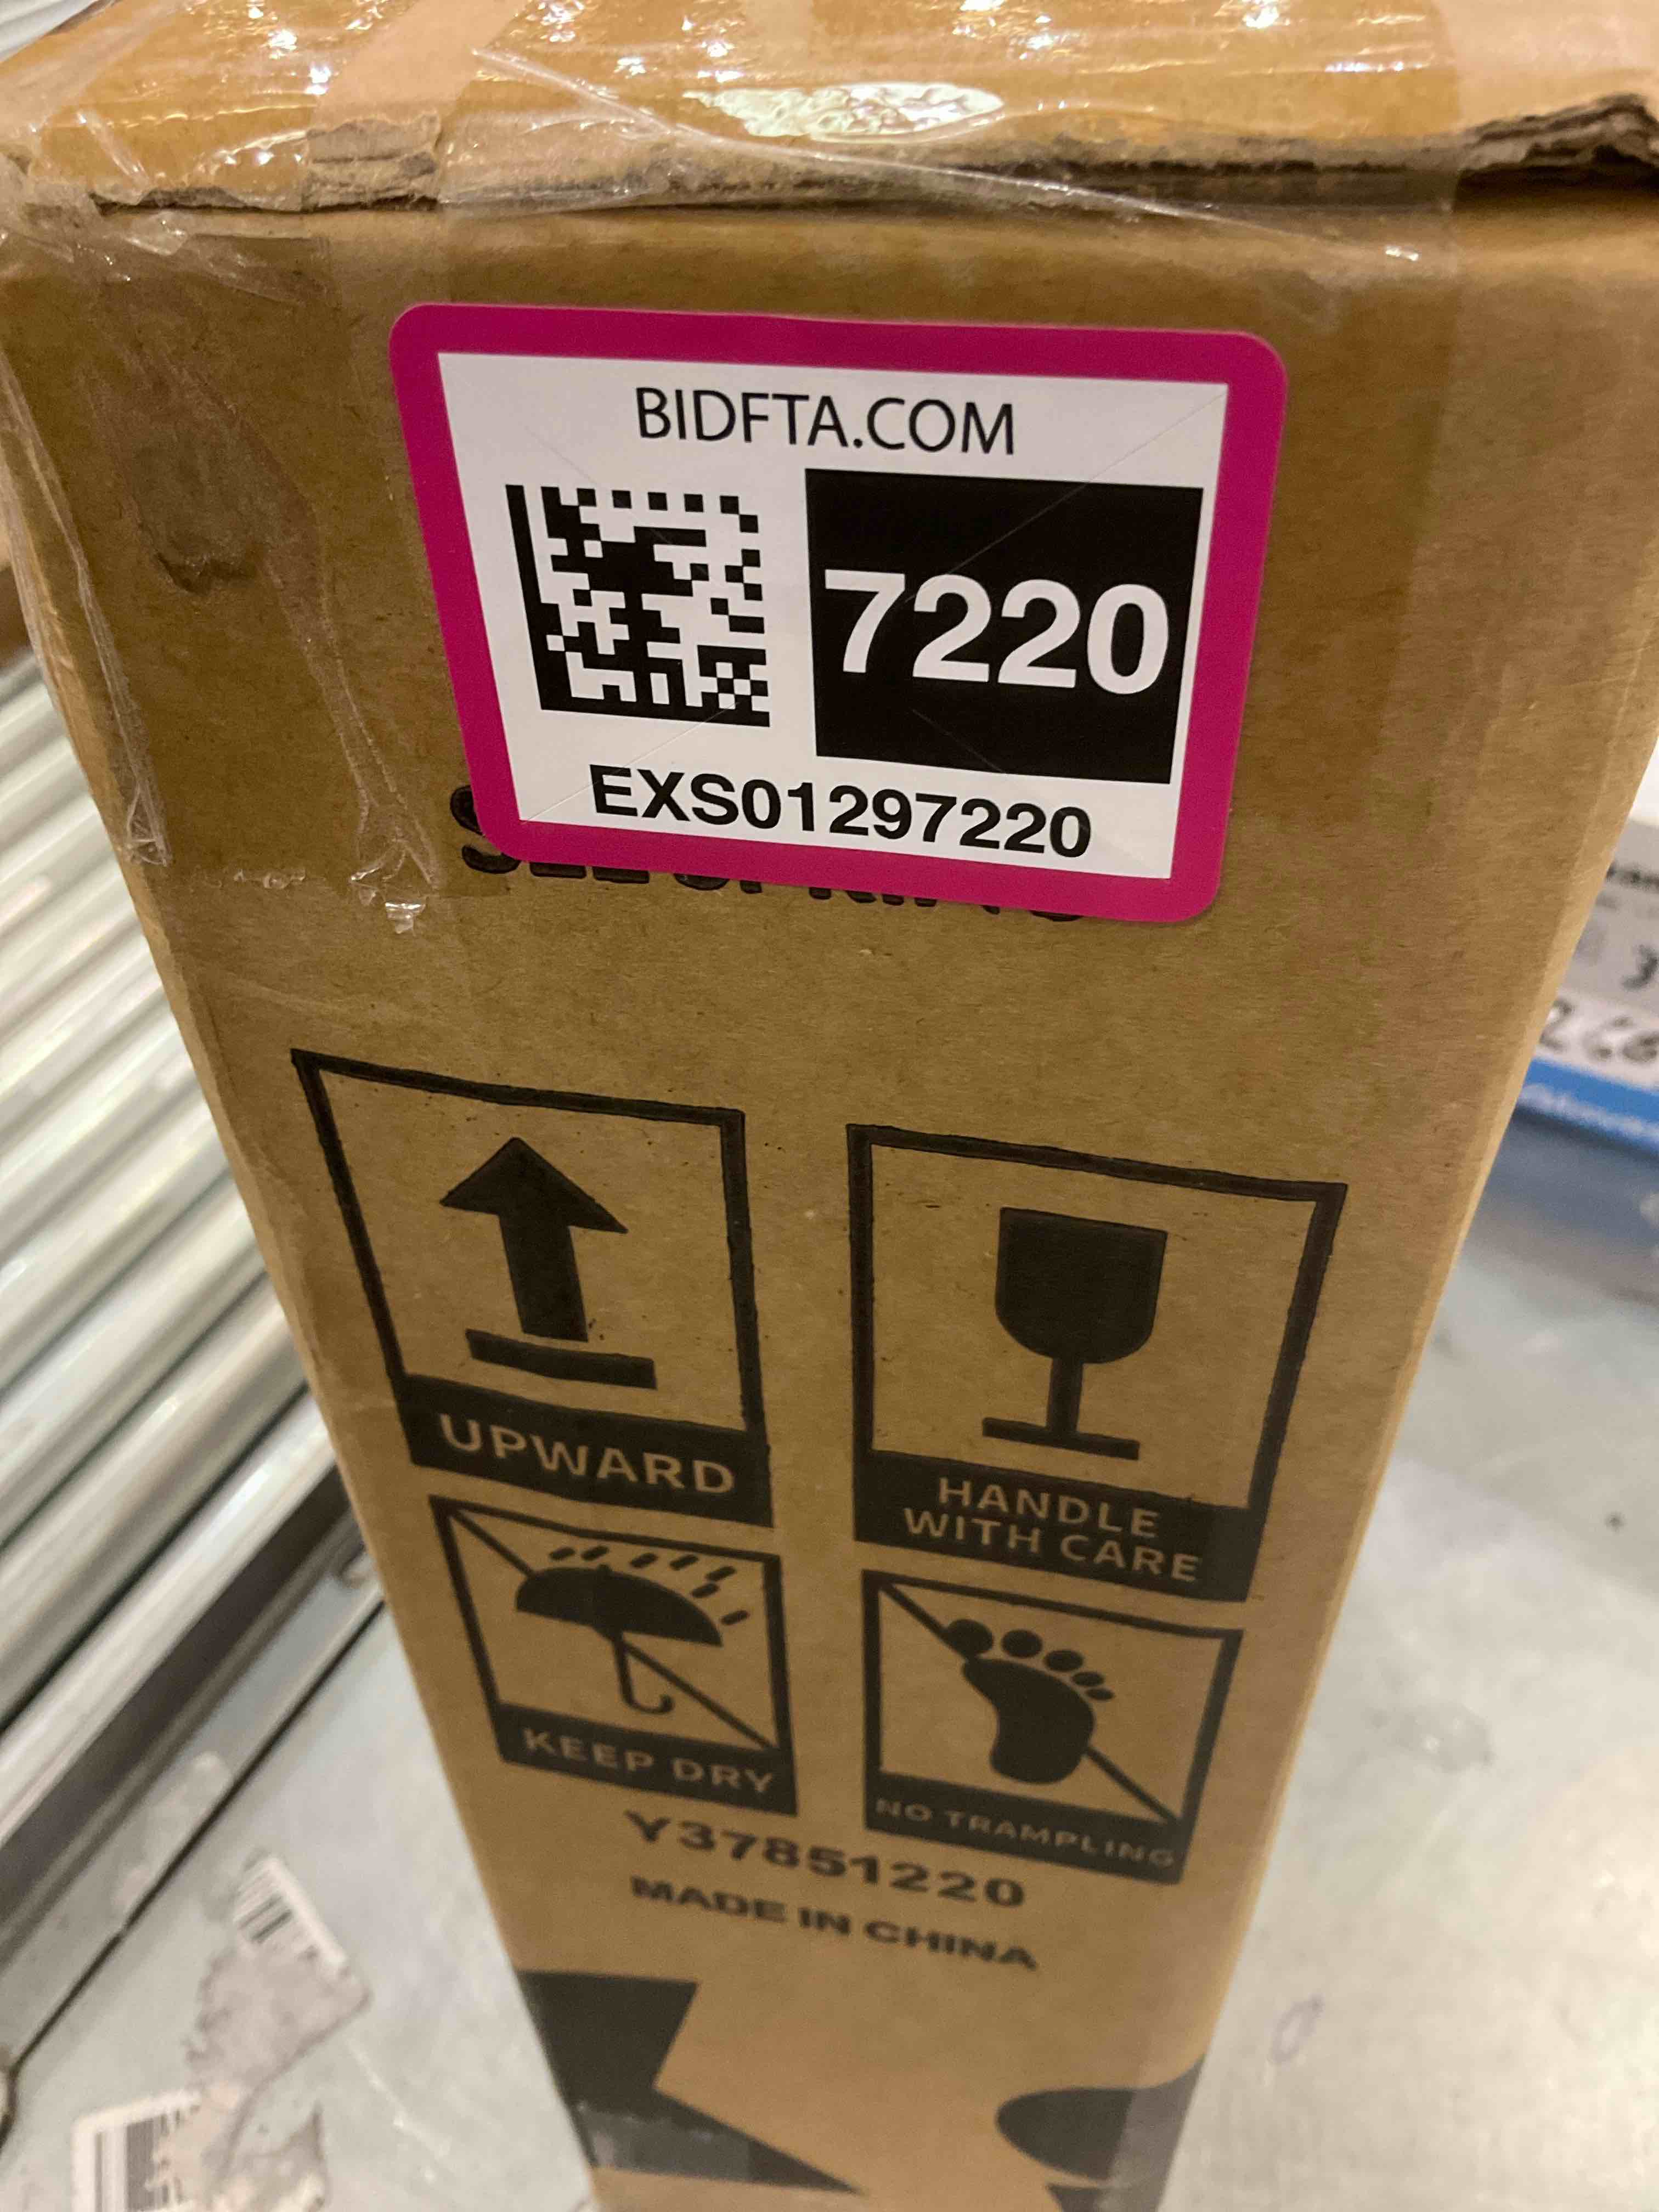 BIDFTA.COM
7220
EXS01297220
UPWARD
HANDLE
WITH CARE
KEEP DRY
NO TRAMPLING
Y37851220
MADE IN CHINA